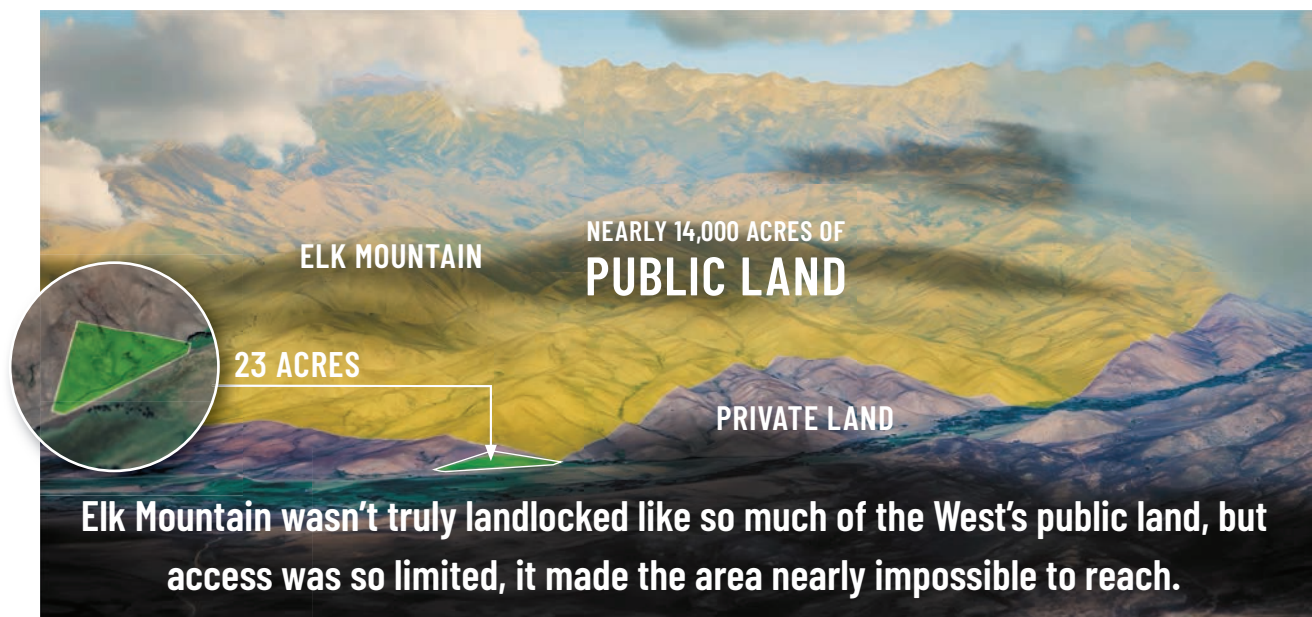 ELK MOUNTAIN
NEARLY 14,000 ACRES OF
PUBLIC LAND
23 ACRES
PRIVATE LAND
Elk Mountain wasn't truly landlocked like so much of the West's public land, but
access was so limited, it made the area nearly impossible to reach.